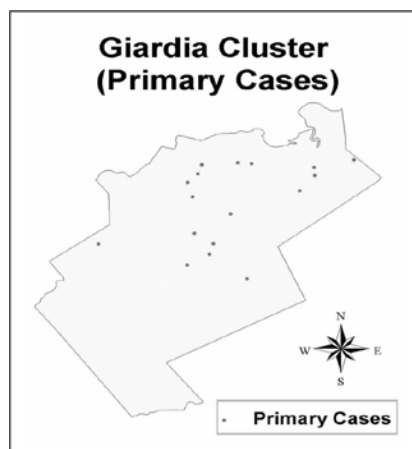 Giardia Cluster
(Primary Cases)
N
W E
S
Primary Cases